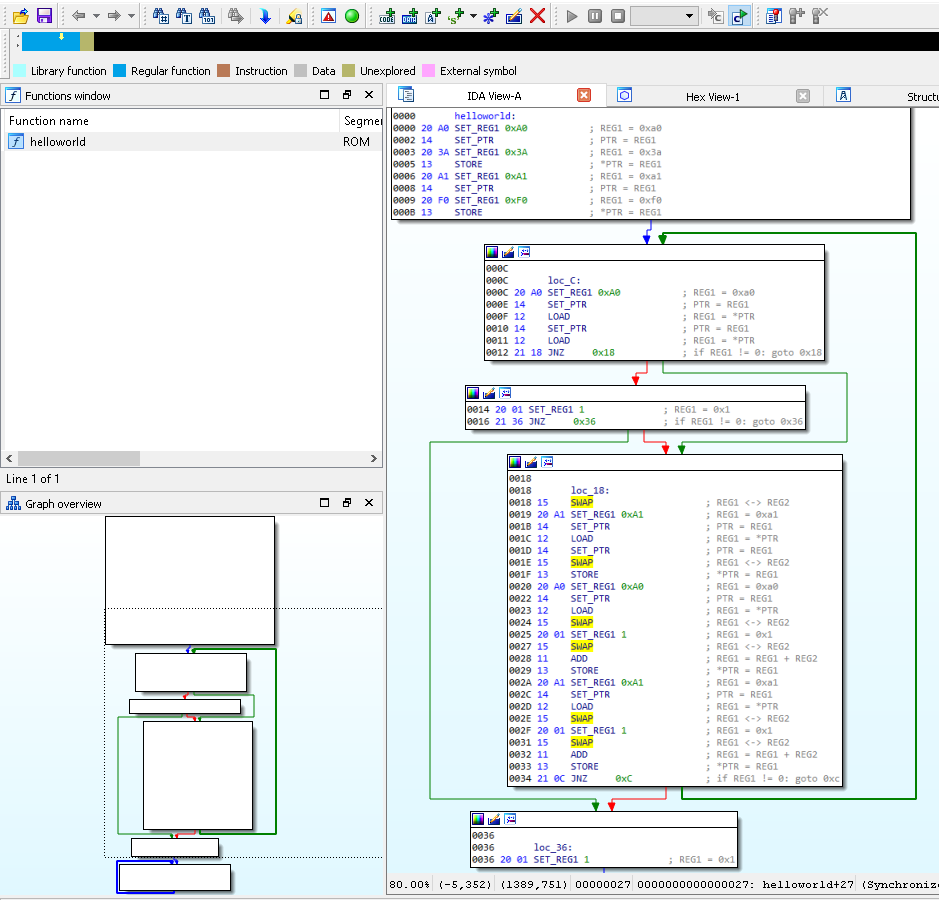 Library function Regular function Instruction Data Unexplored External symbol
Functions window
Function name Segmer
helloworld ROM
Line 1 of 1
Graph overview
IDA View-A Hex View-1 Structu
0000 helloworld:
0000 20 A0 SET_REG1 0xA0 ; REG1 = 0xa0
0002 14 SET_PTR ; PTR = REG1
0003 20 3A SET_REG1 0x3A ; REG1 = 0x3a
0005 13 STORE ; *PTR = REG1
0006 20 A1 SET_REG1 0xA1 ; REG1 = 0xa1
0008 14 SET_PTR ; PTR = REG1
0009 20 F0 SET_REG1 0xF0 ; REG1 = 0xf0
000B 13 STORE ; *PTR = REG1
000C
000C loc_C:
000C 20 A0 SET_REG1 0xA0 ; REG1 = 0xa0
000E 14 SET_PTR ; PTR = REG1
000F 12 LOAD ; REG1 = *PTR
0010 14 SET_PTR ; PTR = REG1
0011 12 LOAD ; REG1 = *PTR
0012 21 18 JNZ 0x18 ; if REG1 != 0: goto 0x18
0014 20 01 SET_REG1 1 ; REG1 = 0x1
0016 21 36 JNZ 0x36 ; if REG1 != 0: goto 0x36
0018
0018 loc_18:
0018 15 SWAP ; REG1 <-> REG2
0019 20 A1 SET_REG1 0xA1 ; REG1 = 0xa1
001B 14 SET_PTR ; PTR = REG1
001C 12 LOAD ; REG1 = *PTR
001D 14 SET_PTR ; PTR = REG1
001E 15 SWAP ; REG1 <-> REG2
001F 13 STORE ; *PTR = REG1
0020 20 A0 SET_REG1 0xA0 ; REG1 = 0xa0
0022 14 SET_PTR ; PTR = REG1
0023 12 LOAD ; REG1 = *PTR
0024 15 SWAP ; REG1 <-> REG2
0025 20 01 SET_REG1 1 ; REG1 = 0x1
0027 15 SWAP ; REG1 <-> REG2
0028 11 ADD ; REG1 = REG1 + REG2
0029 13 STORE ; *PTR = REG1
002A 20 A1 SET_REG1 0xA1 ; REG1 = 0xa1
002C 14 SET_PTR ; PTR = REG1
002D 12 LOAD ; REG1 = *PTR
002E 15 SWAP ; REG1 <-> REG2
002F 20 01 SET_REG1 1 ; REG1 = 0x1
0031 15 SWAP ; REG1 <-> REG2
0032 11 ADD ; REG1 = REG1 + REG2
0033 13 STORE ; *PTR = REG1
0034 21 0C JNZ 0xC ; if REG1 != 0: goto 0xc
0036
0036 loc_36:
0036 20 01 SET_REG1 1 ; REG1 = 0x1
80.00% (-5,352) (1389,751) 00000027 0000000000000027: helloworld+27 (Synchronize